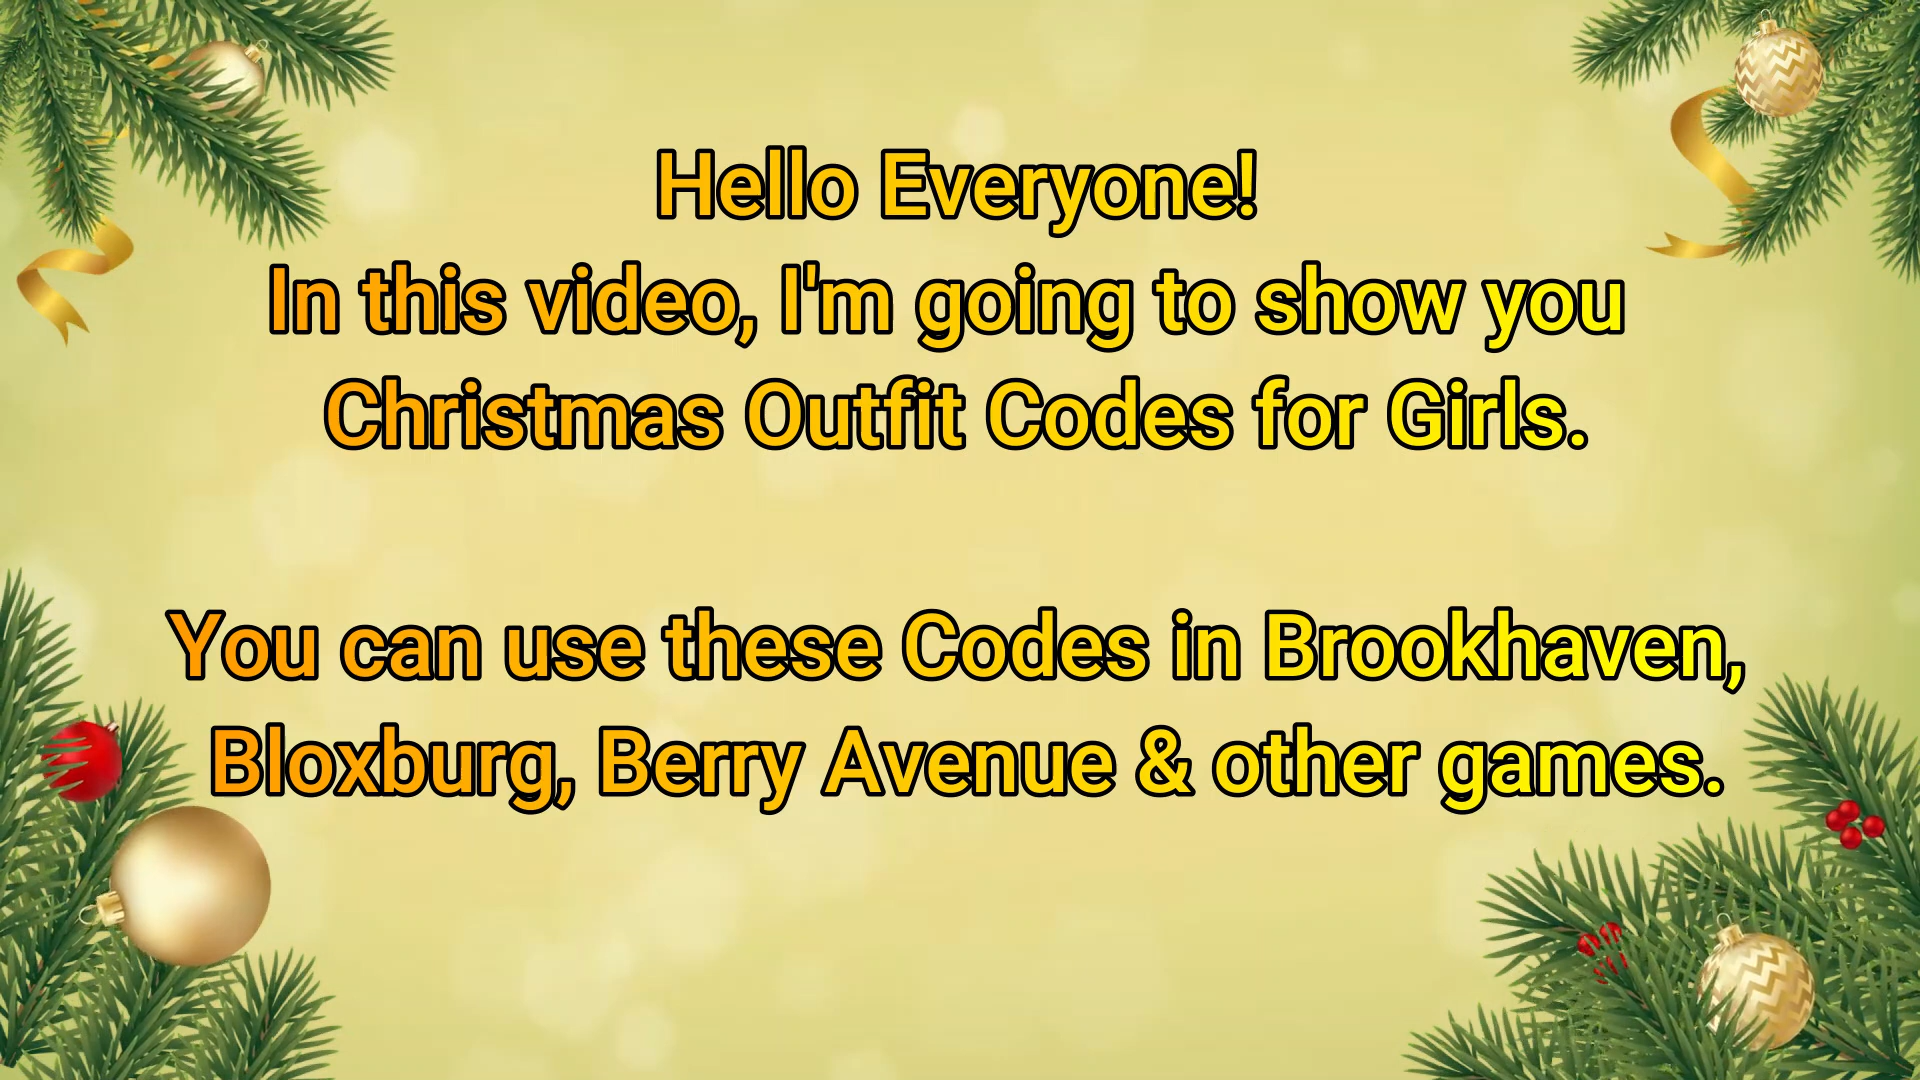 Hello Everyone!
In this video, I'm going to show you
Christmas Outfit Codes for Girls.
You can use these Codes in Brookhaven,
Bloxburg, Berry Avenue & other games.